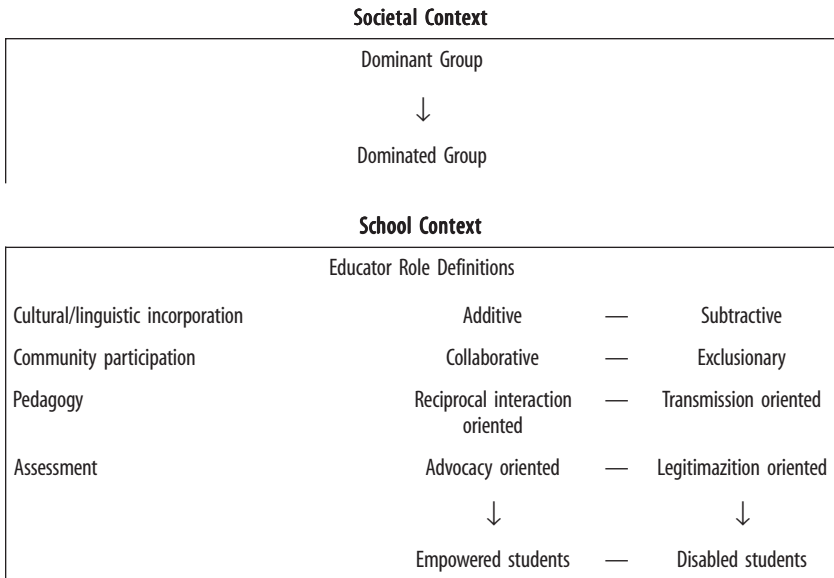 Societal Context
Dominant Group
↓
Dominated Group
School Context
Educator Role Definitions
Cultural/linguistic incorporation Additive — Subtractive
Community participation Collaborative — Exclusionary
Pedagogy Reciprocal interaction — Transmission oriented
oriented
Assessment Advocacy oriented — Legitimazition oriented
↓ ↓
Empowered students — Disabled students